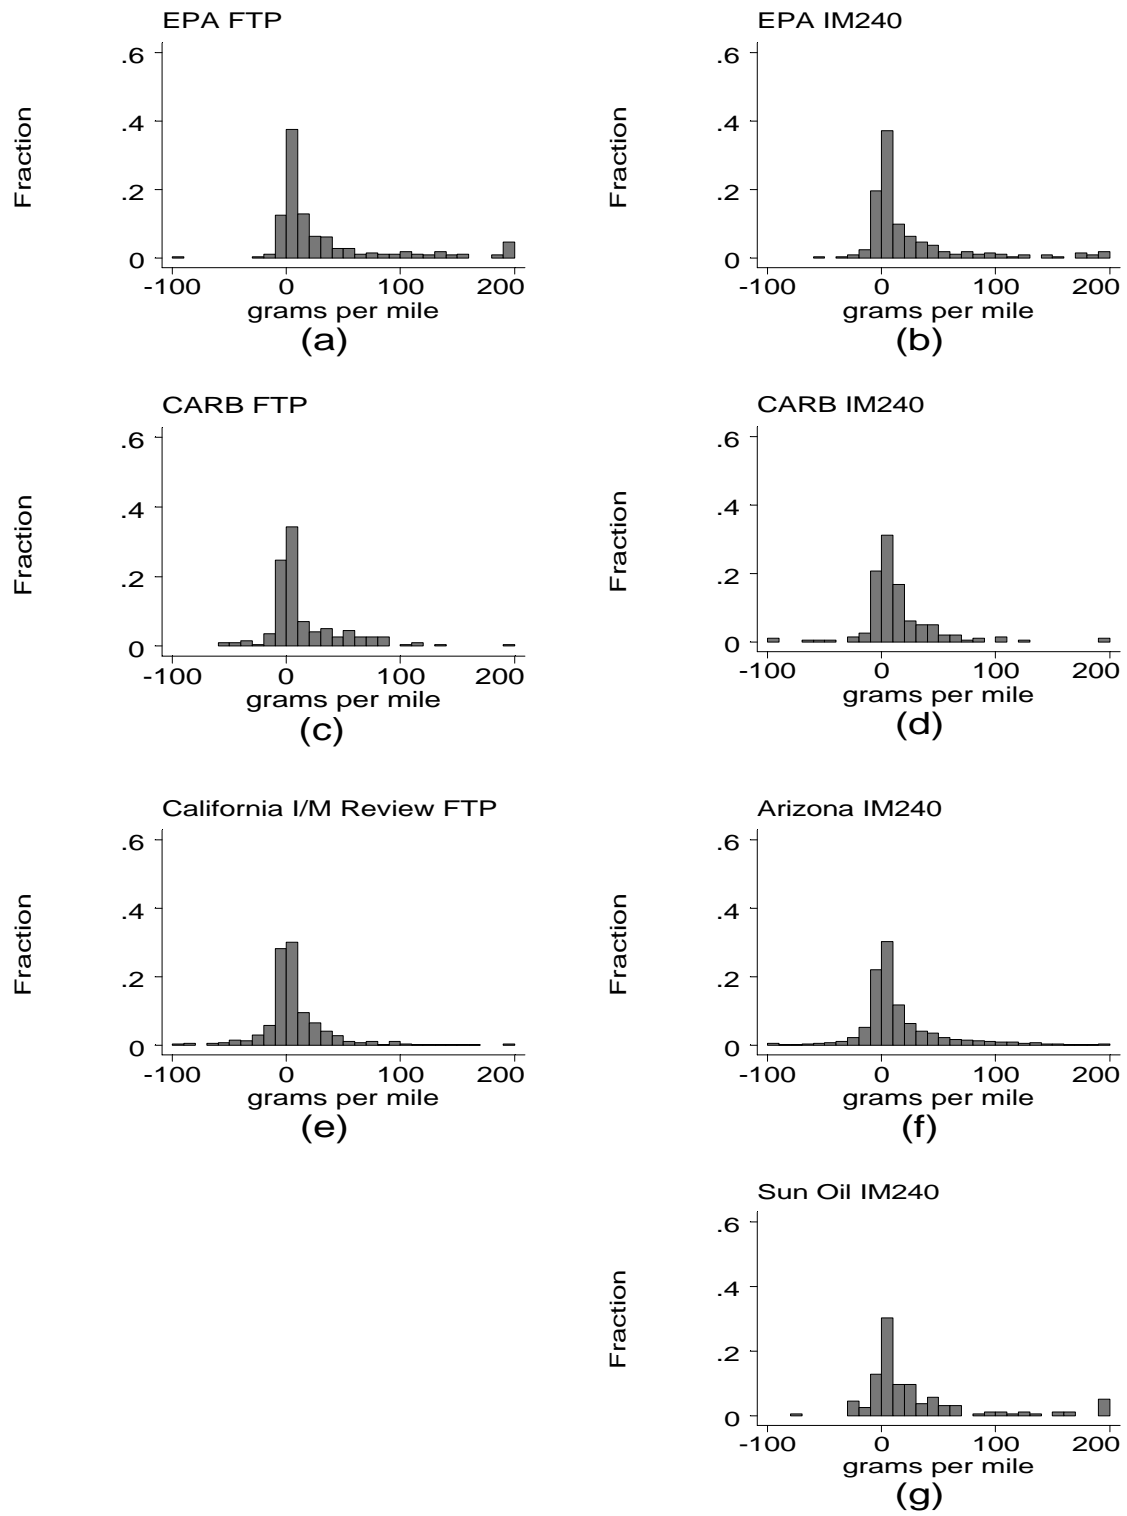 EPA FTP
Fraction
.6
.4
.2
0
-100 0 100 200
grams per mile
(a)
EPA IM240
Fraction
.6
.4
.2
0
-100 0 100 200
grams per mile
(b)
CARB FTP
Fraction
.6
.4
.2
0
-100 0 100 200
grams per mile
(c)
CARB IM240
Fraction
.6
.4
.2
0
-100 0 100 200
grams per mile
(d)
California I/M Review FTP
Fraction
.6
.4
.2
0
-100 0 100 200
grams per mile
(e)
Arizona IM240
Fraction
.6
.4
.2
0
-100 0 100 200
grams per mile
(f)
Sun Oil IM240
Fraction
.6
.4
.2
0
-100 0 100 200
grams per mile
(g)